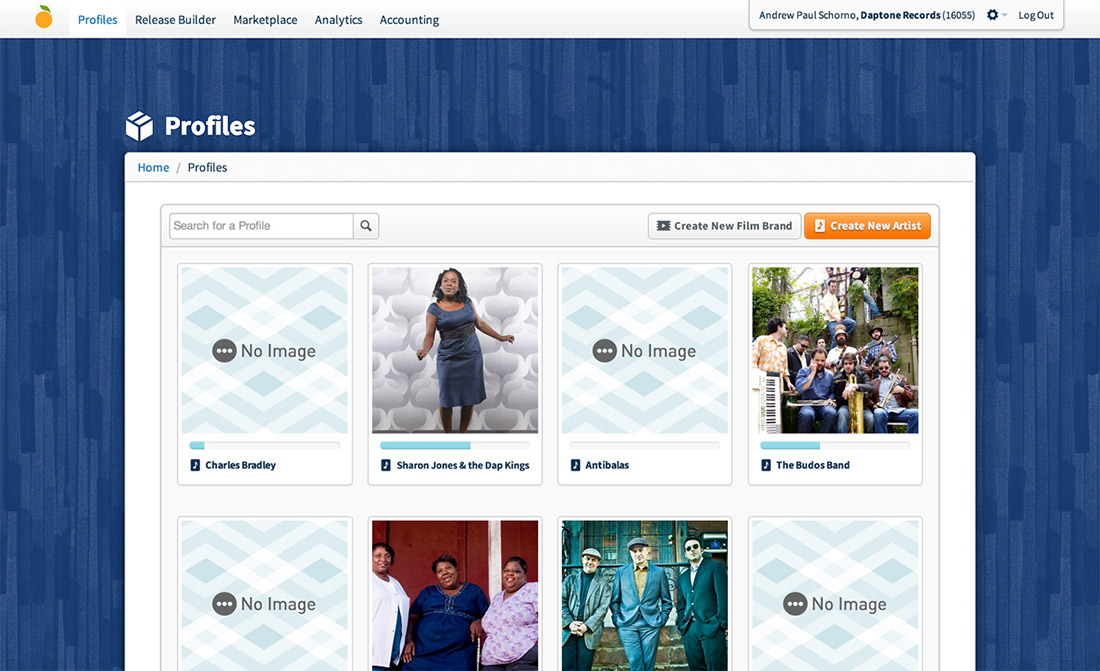 Profiles Release Builder Marketplace Analytics Accounting
Andrew Paul Schorno, Daptone Records (16055) Log Out
Profiles
Home / Profiles
Search for a Profile
Create New Film Brand
Create New Artist
No Image
No Image
Charles Bradley
Sharon Jones & the Dap Kings
Antibalas
The Budos Band
No Image
No Image